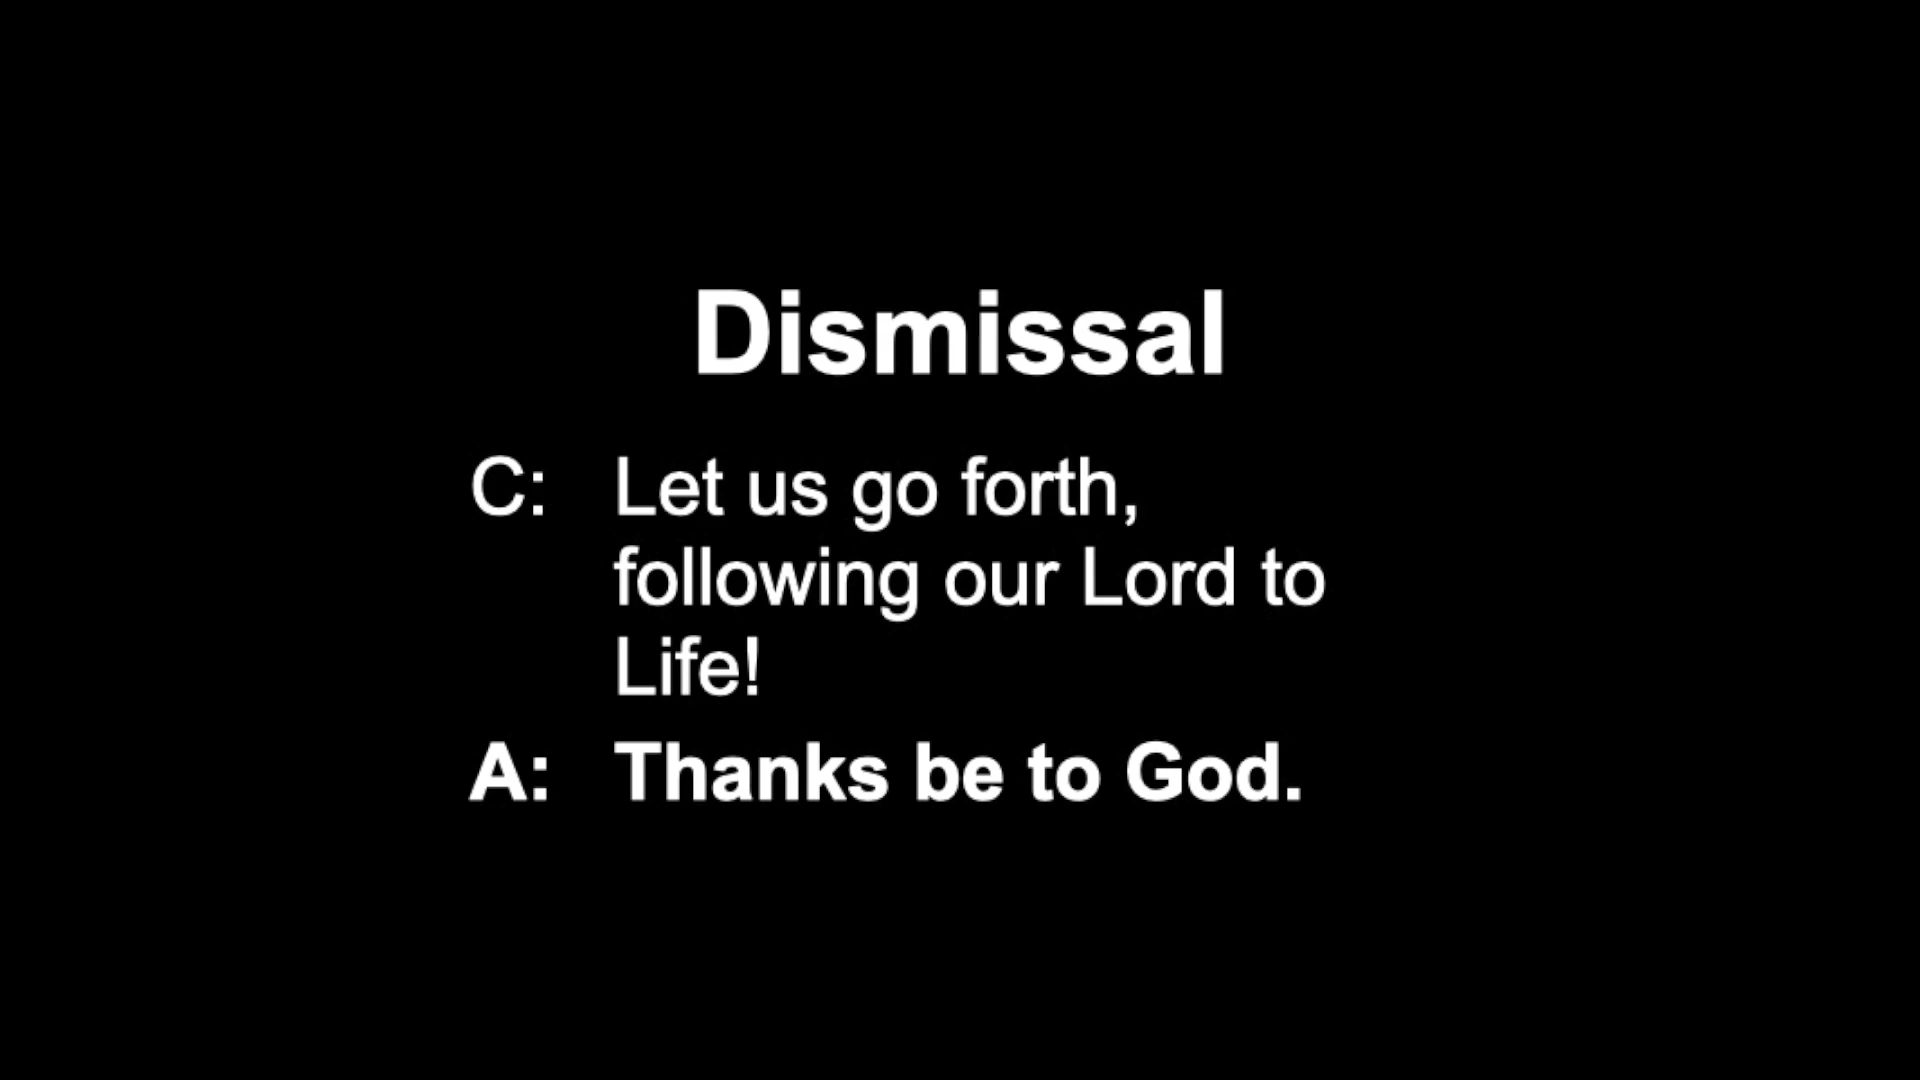 Dismissal
C: Let us go forth,
following our Lord to
Life!
A: Thanks be to God.